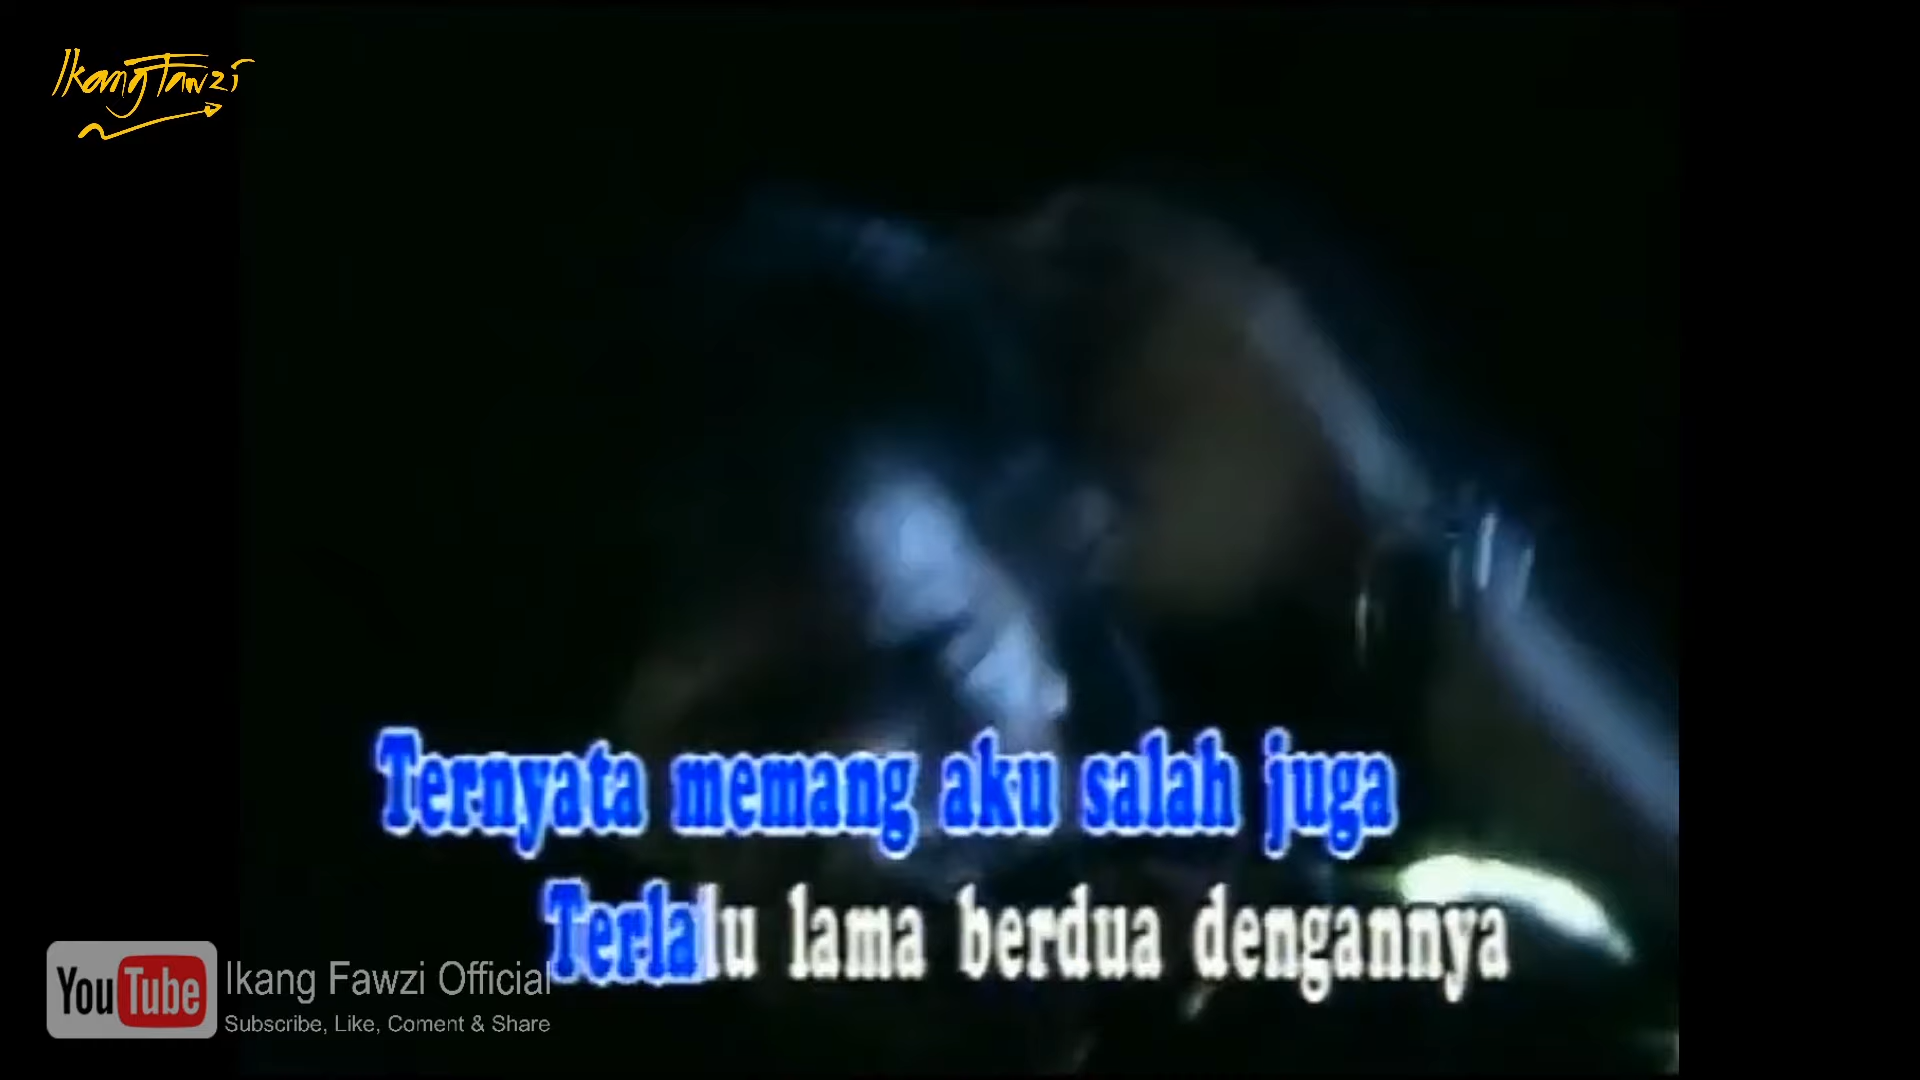 Ikang Fawzi
Ternyata memang aku salah juga
Terlalu lama berdua dengannya
YouTube
Ikang Fawzi Official
Subscribe, Like, Coment & Share